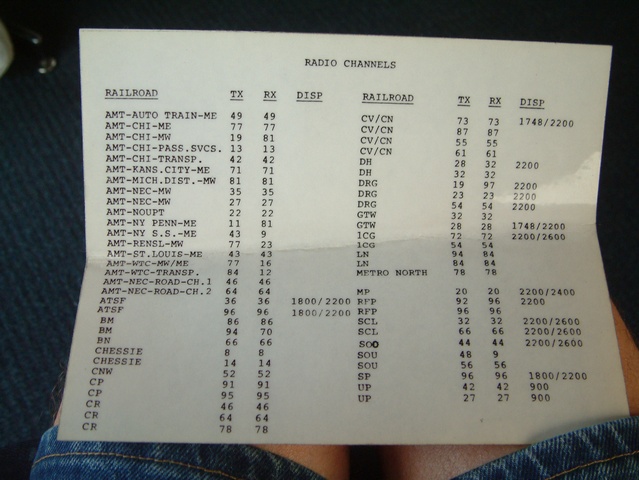 RADIO CHANNELS
RAILROAD TX RX DISP
AMT-AUTO TRAIN-ME 49 49
AMT-CHI-ME 77 77
AMT-CHI-MW 19 81
AMT-CHI-PASS.SVCS. 13 13
AMT-CHI-TRANSP. 42 42
AMT-KANS.CITY-ME 71 71
AMT-MICH.DIST.-MW 81 81
AMT-NEC-MW 35 35
AMT-NEC-MW 27 27
AMT-NOUPT 22 22
AMT-NY PENN-ME 11 81
AMT-NY S.S.-ME 43 9
AMT-RENSL-MW 77 23
AMT-ST.LOUIS-ME 43 43
AMT-WTC-MW/ME 77 16
AMT-WTC-TRANSP. 84 12
AMT-NEC-ROAD-CH.1 46 46
AMT-NEC-ROAD-CH.2 64 64
ATSF 36 36 1800/2200
ATSF 96 96 1800/2200
BM 86 86
BM 94 70
BN 66 66
CHESSIE 8 8
CHESSIE 14 14
CNW 52 52
CP 91 91
CP 95 95
CR 46 46
CR 64 64
CR 78 78
RAILROAD TX RX DISP
CV/CN 73 73 1748/2200
CV/CN 87 87
CV/CN 55 55
CV/CN 61 61
DH 28 32 2200
DH 32 32
DRG 19 97 2200
DRG 23 23 2200
DRG 54 54 2200
GTW 32 32
GTW 28 28 1748/2200
ICG 72 72 2200/2600
ICG 54 54
LN 94 84
LN 84 84
METRO NORTH 78 78
MP 20 20 2200/2400
RFP 92 96 2200
RFP 96 96
SCL 32 32 2200/2600
SCL 66 66 2200/2600
SOO 44 44 2200/2600
SOU 48 9
SOU 56 56
SP 96 96 1800/2200
UP 42 42 900
UP 27 27 900